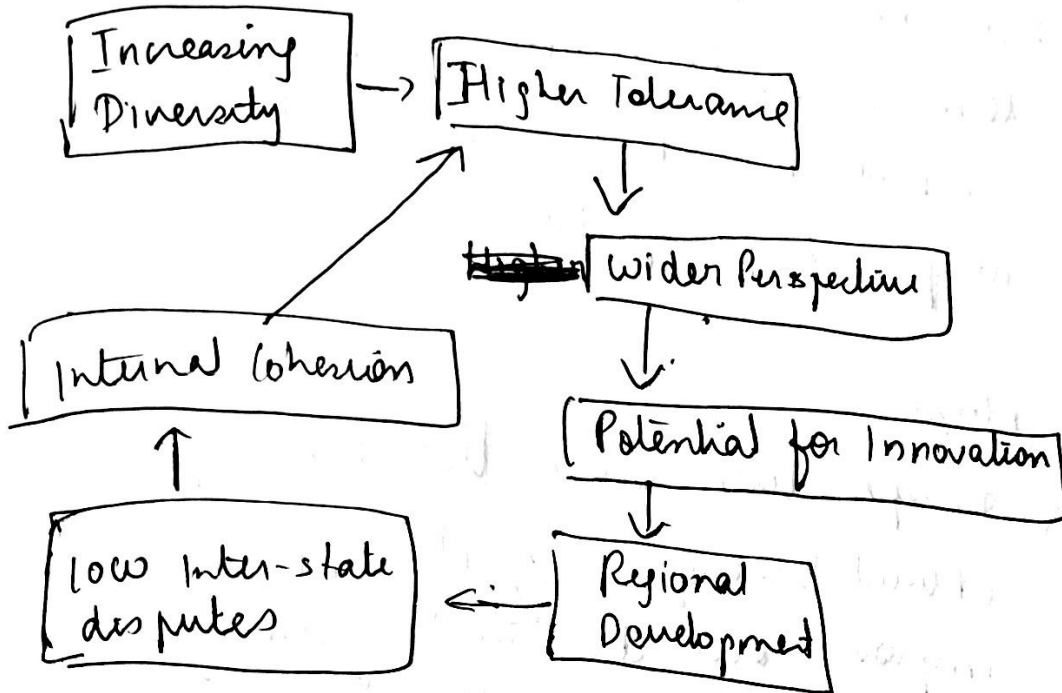 Increasing
Diversity
Higher Tolerance
Wider Perspective
Potential for Innovation
Regional
Development
low Inter-state
disputes
Internal Cohesion